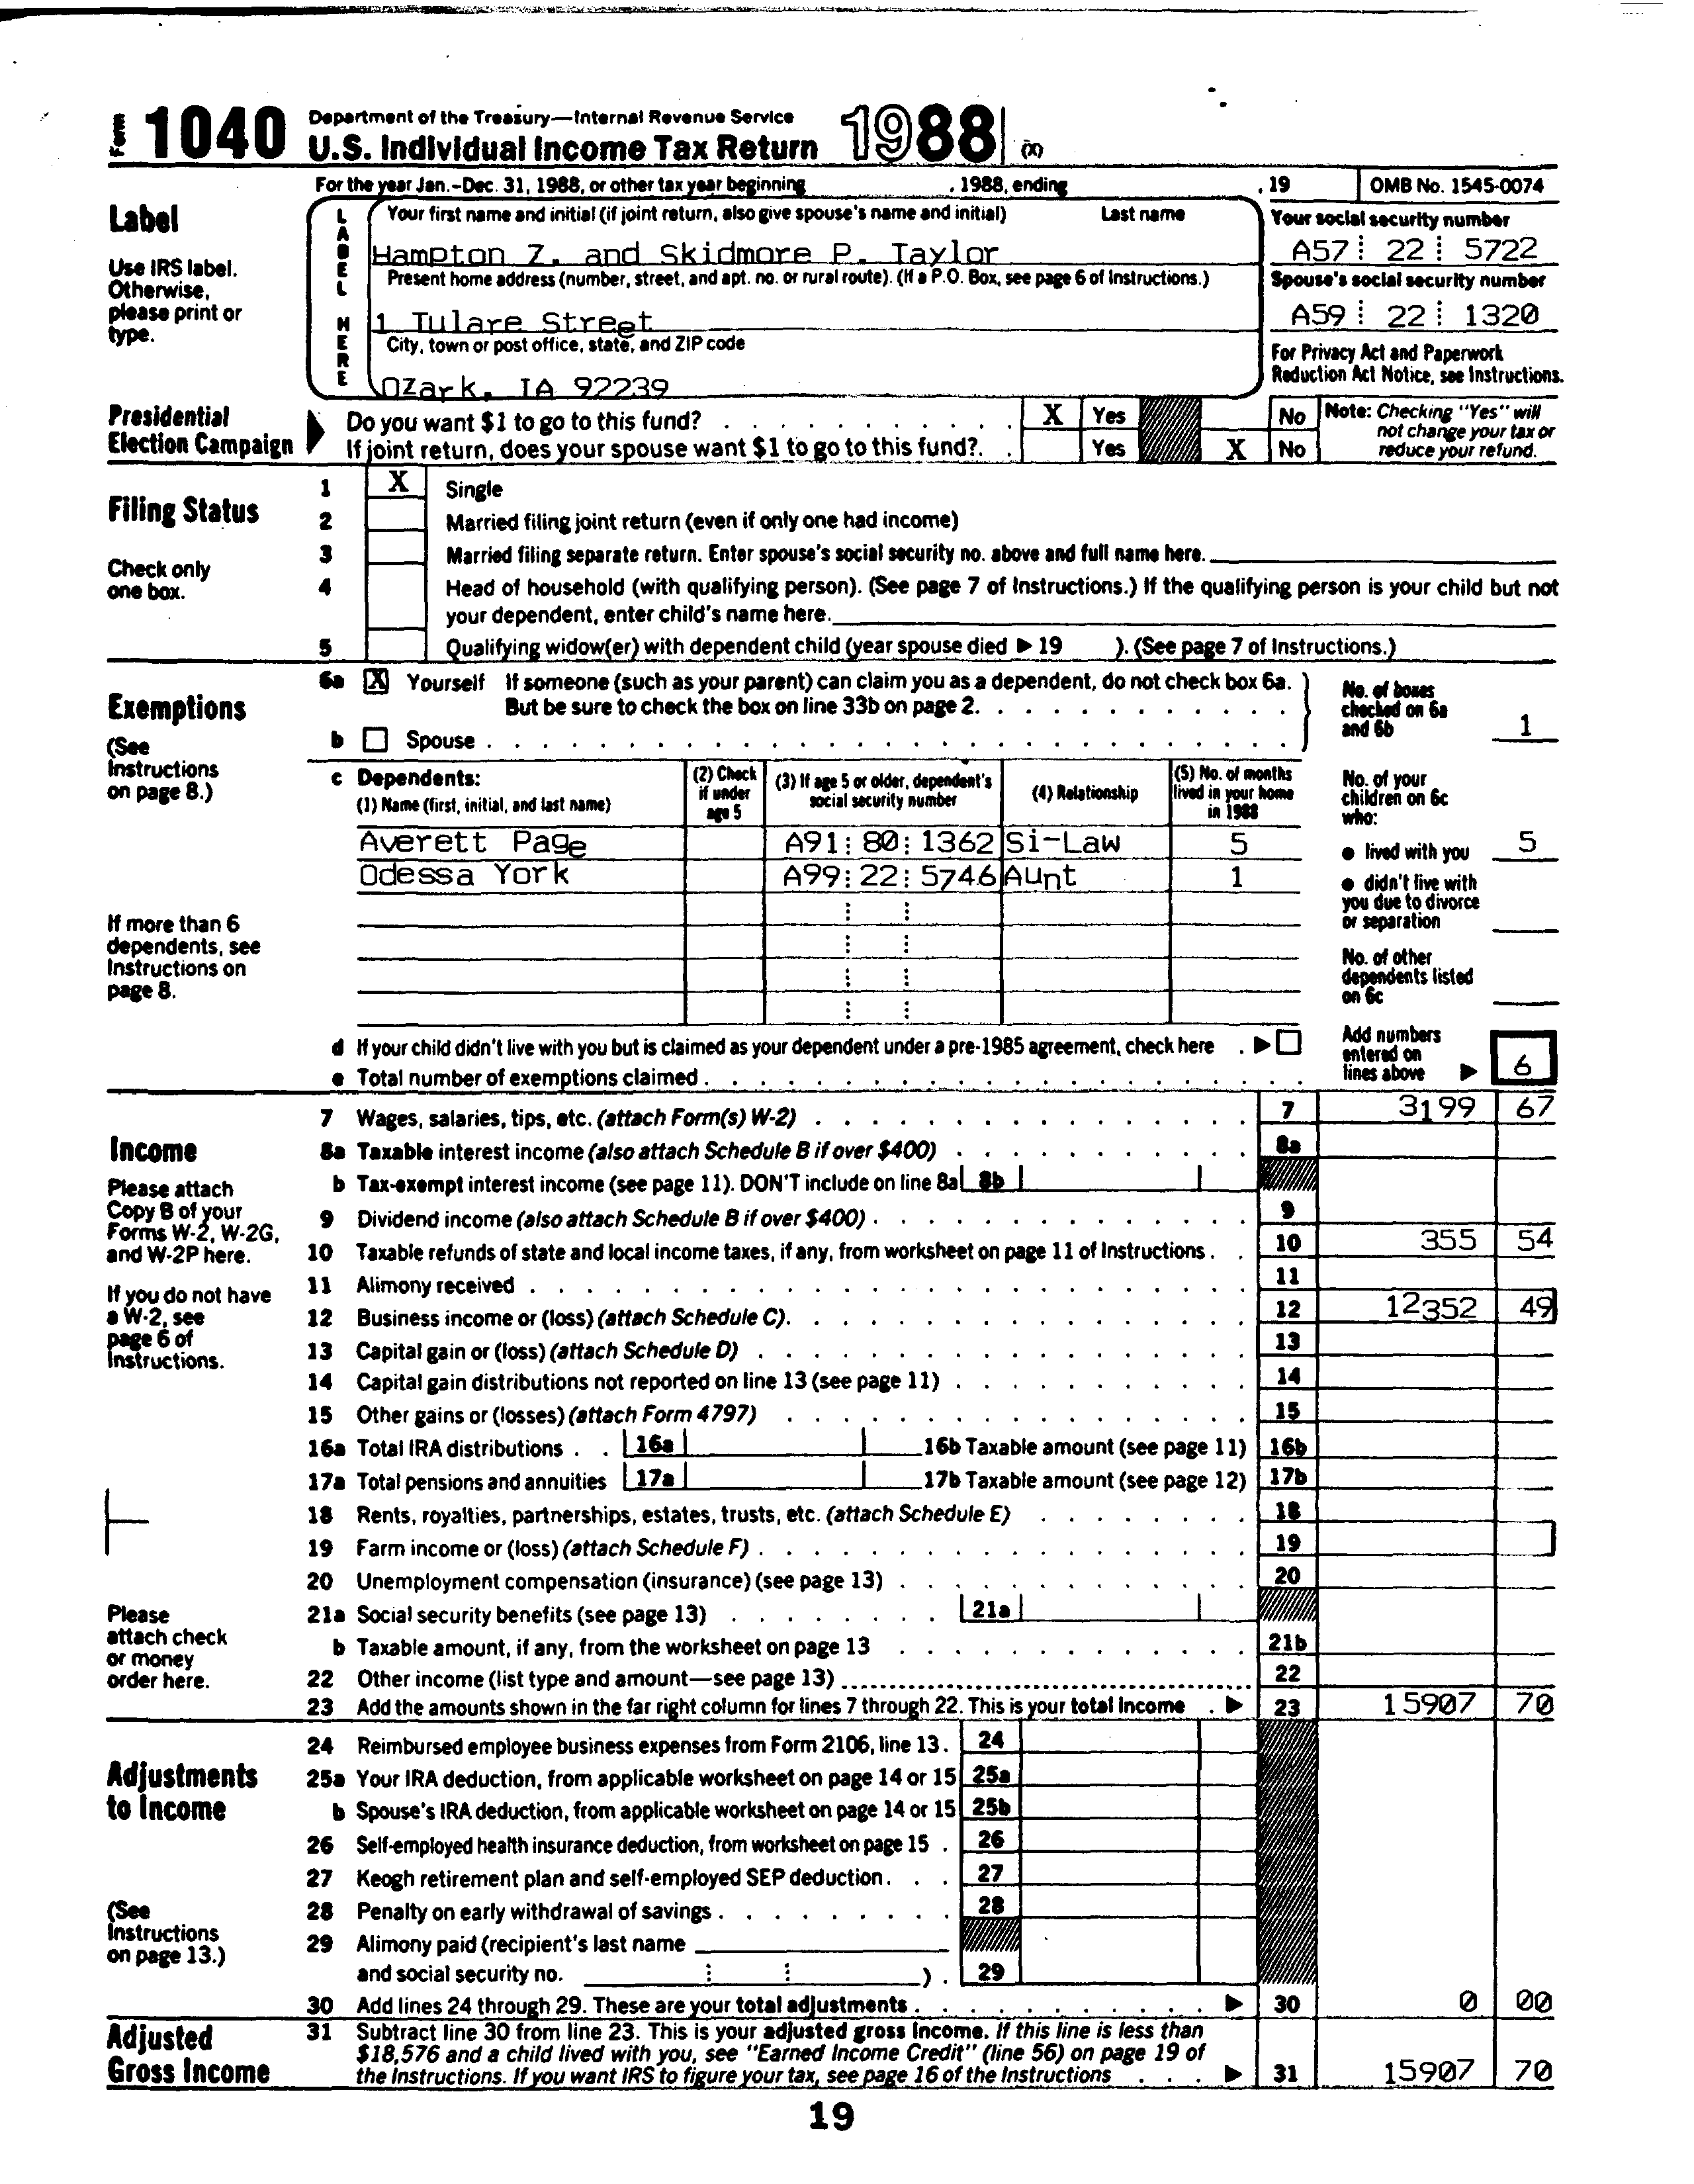 Form 1040 Department of the Treasury—Internal Revenue Service
U.S. Individual Income Tax Return 1988 (X)
For the year Jan.-Dec. 31, 1988, or other tax year beginning , 1988, ending , 19 OMB No. 1545-0074
Label
Use IRS label.
Otherwise,
please print or
type.
LABEL HERE
Your first name and initial (if joint return, also give spouse's name and initial) Last name
Hampton Z. and Skidmore P. Taylor
Present home address (number, street, and apt. no. or rural route). (If a P.O. Box, see page 6 of Instructions.)
1 Tulare Street
City, town or post office, state, and ZIP code
Ozark, IA 92239
Your social security number
A57 22 5722
Spouse's social security number
A59 22 1320
For Privacy Act and Paperwork
Reduction Act Notice, see Instructions.
Presidential
Election Campaign
Do you want $1 to go to this fund? X Yes No
If joint return, does your spouse want $1 to go to this fund? Yes X No
Note: Checking "Yes" will
not change your tax or
reduce your refund.
Filing Status
Check only
one box.
1 X Single
2 Married filing joint return (even if only one had income)
3 Married filing separate return. Enter spouse's social security no. above and full name here.
4 Head of household (with qualifying person). (See page 7 of Instructions.) If the qualifying person is your child but not
your dependent, enter child's name here.
5 Qualifying widow(er) with dependent child (year spouse died ▶ 19 ). (See page 7 of Instructions.)
Exemptions
(See
Instructions
on page 8.)
If more than 6
dependents, see
Instructions on
page 8.
6a X Yourself If someone (such as your parent) can claim you as a dependent, do not check box 6a.
But be sure to check the box on line 33b on page 2.
b Spouse
No. of boxes
checked on 6a
and 6b 1
c Dependents:
(1) Name (first, initial, and last name)
(2) Check
if under
age 5
(3) If age 5 or older, dependent's
social security number
(4) Relationship
(5) No. of months
lived in your home
in 1988
Averett Page A91 80 1362 Si-Law 5
Odessa York A99 22 5746 Aunt 1
No. of your
children on 6c
who:
● lived with you 5
● didn't live with
you due to divorce
or separation
No. of other
dependents listed
on 6c
d If your child didn't live with you but is claimed as your dependent under a pre-1985 agreement, check here ▶
e Total number of exemptions claimed
Add numbers
entered on
lines above ▶ 6
Income
Please attach
Copy B of your
Forms W-2, W-2G,
and W-2P here.
If you do not have
a W-2, see
page 6 of
Instructions.
Please
attach check
or money
order here.
7 Wages, salaries, tips, etc. (attach Form(s) W-2) 7 3199 67
8a Taxable interest income (also attach Schedule B if over $400) 8a
b Tax-exempt interest income (see page 11). DON'T include on line 8a 8b
9 Dividend income (also attach Schedule B if over $400) 9
10 Taxable refunds of state and local income taxes, if any, from worksheet on page 11 of Instructions 10 355 54
11 Alimony received 11
12 Business income or (loss) (attach Schedule C) 12 12352 49
13 Capital gain or (loss) (attach Schedule D) 13
14 Capital gain distributions not reported on line 13 (see page 11) 14
15 Other gains or (losses) (attach Form 4797) 15
16a Total IRA distributions 16a 16b Taxable amount (see page 11) 16b
17a Total pensions and annuities 17a 17b Taxable amount (see page 12) 17b
18 Rents, royalties, partnerships, estates, trusts, etc. (attach Schedule E) 18
19 Farm income or (loss) (attach Schedule F) 19
20 Unemployment compensation (insurance) (see page 13) 20
21a Social security benefits (see page 13) 21a
b Taxable amount, if any, from the worksheet on page 13 21b
22 Other income (list type and amount—see page 13) 22
23 Add the amounts shown in the far right column for lines 7 through 22. This is your total income ▶ 23 15907 70
Adjustments
to Income
(See
Instructions
on page 13.)
24 Reimbursed employee business expenses from Form 2106, line 13. 24
25a Your IRA deduction, from applicable worksheet on page 14 or 15 25a
b Spouse's IRA deduction, from applicable worksheet on page 14 or 15 25b
26 Self-employed health insurance deduction, from worksheet on page 15 26
27 Keogh retirement plan and self-employed SEP deduction 27
28 Penalty on early withdrawal of savings 28
29 Alimony paid (recipient's last name
and social security no. ) 29
30 Add lines 24 through 29. These are your total adjustments ▶ 30 0 00
Adjusted
Gross Income
31 Subtract line 30 from line 23. This is your adjusted gross income. If this line is less than
$18,576 and a child lived with you, see "Earned Income Credit" (line 56) on page 19 of
the Instructions. If you want IRS to figure your tax, see page 16 of the Instructions ▶ 31 15907 70
19